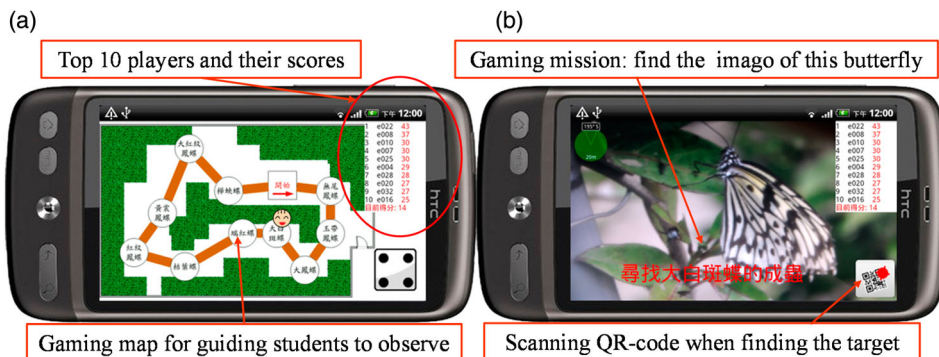 (a)
(b)
Top 10 players and their scores
Gaming mission: find the imago of this butterfly
下午 12:00
1 e022 43
2 e008 37
3 e010 30
4 e007 30
5 e025 30
6 e004 29
7 e028 28
8 e020 27
9 e032 27
10 e016 25
目前得分: 14
大紅紋
鳳蝶
樺蛺蝶
開始
無尾
鳳蝶
黃裳
鳳蝶
端紅蝶
大白
斑蝶
玉帶
鳳蝶
紅紋
鳳蝶
枯葉蝶
大鳳蝶
hTC
下午 12:00
195° S
20m
1 e022 43
2 e008 37
3 e010 30
4 e007 30
5 e025 30
6 e004 29
7 e028 28
8 e020 27
9 e032 27
10 e016 25
目前得分: 14
尋找大白斑蝶的成蟲
hTC
Gaming map for guiding students to observe
Scanning QR-code when finding the target